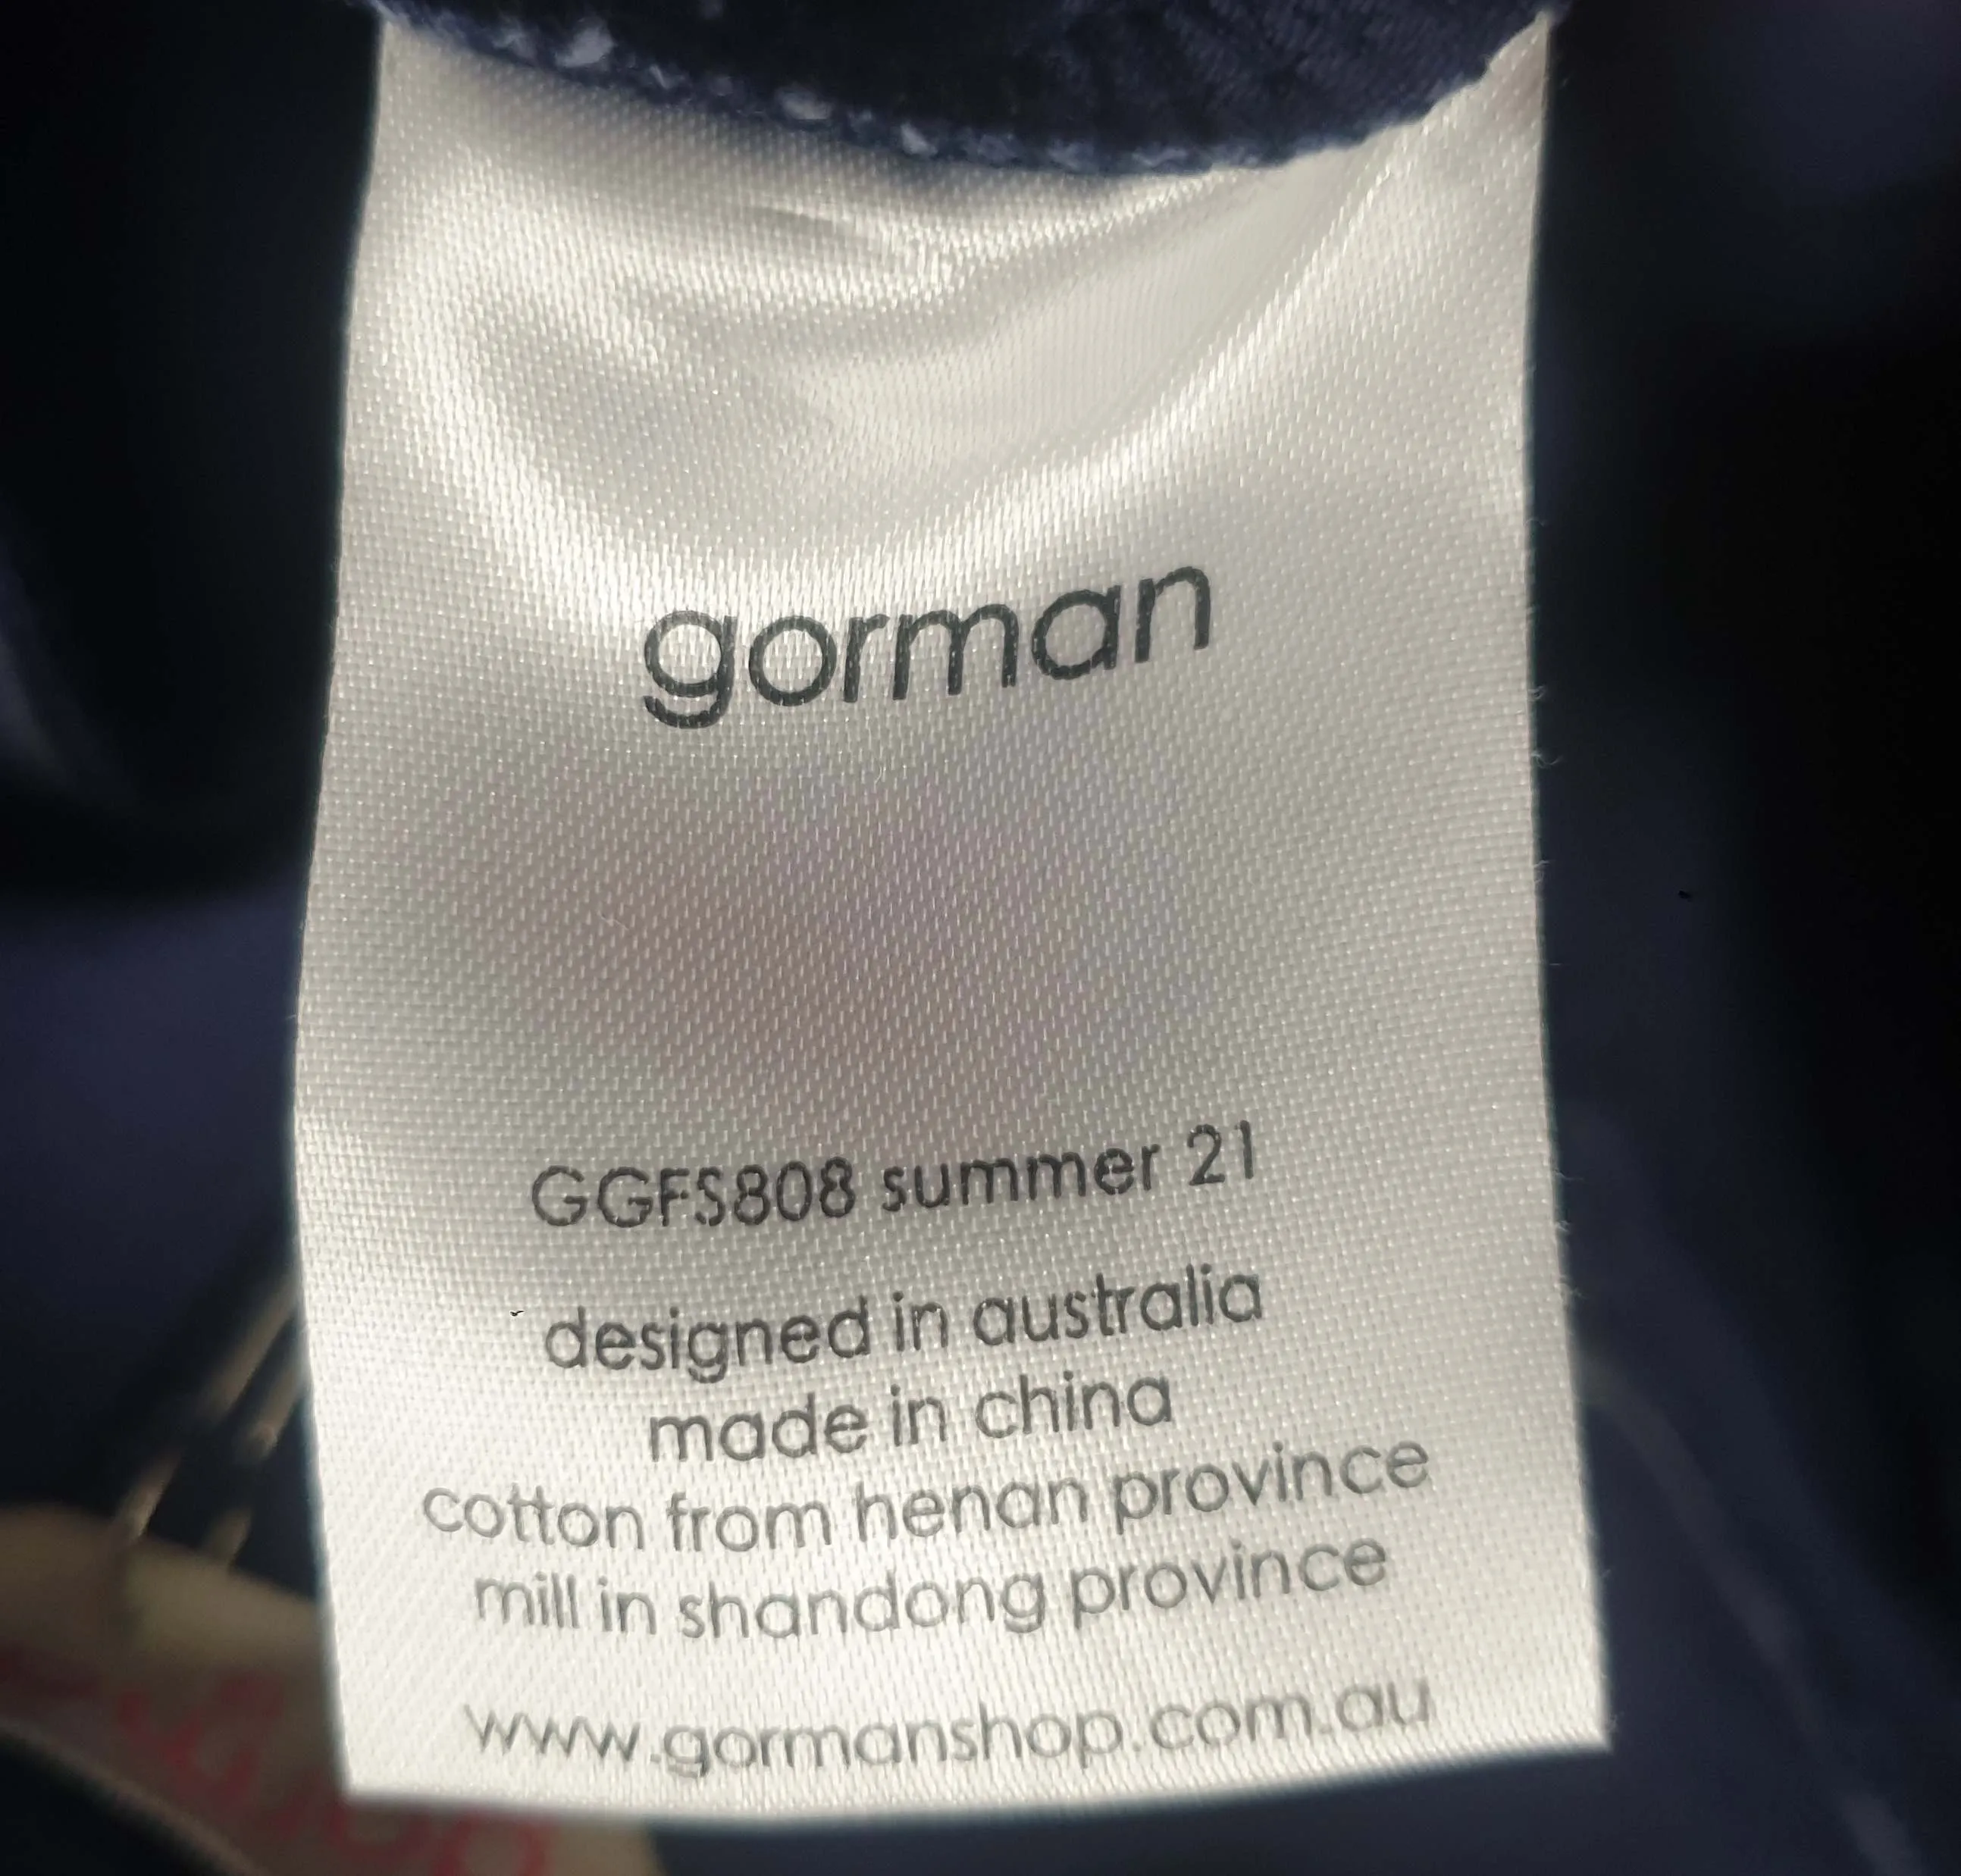 gorman
GGFS808 summer 21
designed in australia
made in china
cotton from henan province
mill in shandong province
www.gormanshop.com.au